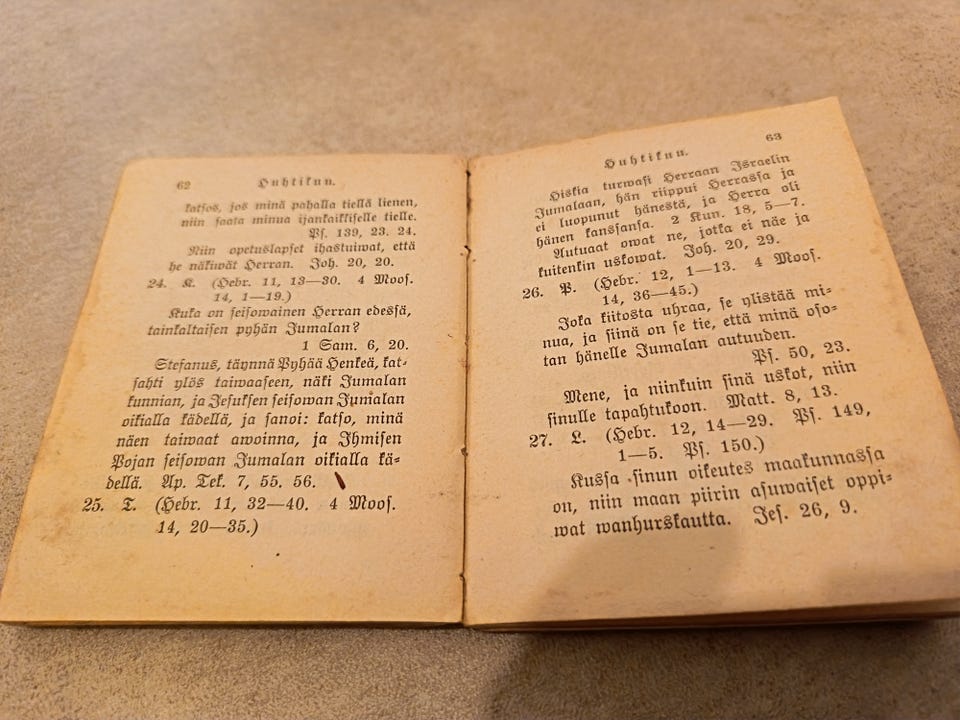 62
Huhtikuu.
katsos, jos minä pahalla tiellä lienen,
niin saata minua ijankaikkiselle tielle.
Ps. 139, 23. 24.
Niin opetuslapset ihastuiwat, että
he näkiwät Herran. Joh. 20, 20.
24. K. (Hebr. 11, 13—30. 4 Moos.
14, 1—19.)
Kuka on seisowainen Herran edessä,
tainkaltaisen pyhän Jumalan?
1 Sam. 6, 20.
Stefanus, täynnä Pyhää Henkeä, kat-
sahti ylös taiwaaseen, näki Jumalan
kunnian, ja Jesuksen seisowan Jumalan
oikialla kädellä, ja sanoi: katso, minä
näen taiwaat awoinna, ja Ihmisen
Pojan seisowan Jumalan oikialla kä-
dellä. Ap. Tek. 7, 55. 56.
25. T. (Hebr. 11, 32—40. 4 Moos.
14, 20—35.)
63
Huhtikuu.
Hiskia turwasi Herraan Israelin
Jumalaan, hän riippui Herrassa ja
ei luopunut hänestä, ja Herra oli
hänen kanssansa. 2 Kun. 18, 5—7.
Autuaat owat ne, jotka ei näe ja
kuitenkin uskowat. Joh. 20, 29.
26. P. (Hebr. 12, 1—13. 4 Moos.
14, 36—45.)
Joka kiitosta uhraa, se ylistää mi-
nua, ja siinä on se tie, että minä oso-
tan hänelle Jumalan autuuden.
Ps. 50, 23.
Mene, ja niinkuin sinä uskot, niin
sinulle tapahtukoon. Matt. 8, 13.
27. L. (Hebr. 12, 14—29. Ps. 149,
1—5. Ps. 150.)
Kussa sinun oikeutes maakunnassa
on, niin maan piirin asuwaiset oppi-
wat wanhurskautta. Jes. 26, 9.